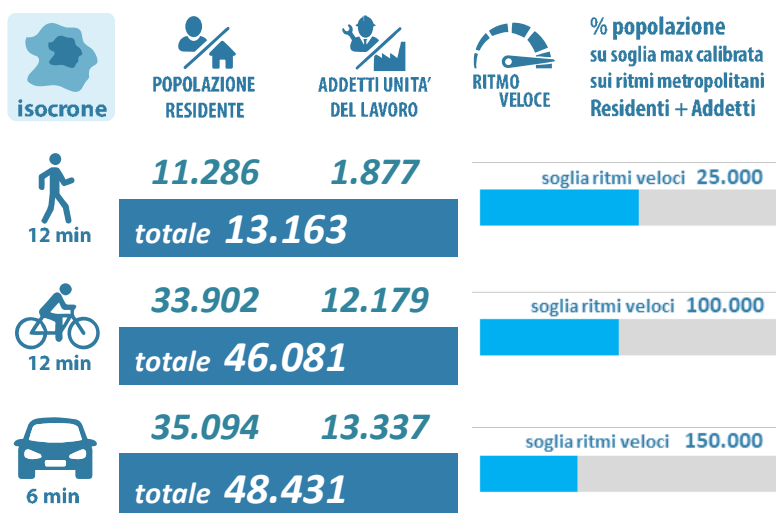 isocrone
POPOLAZIONE
RESIDENTE
ADDETTI UNITA'
DEL LAVORO
RITMO
VELOCE
% popolazione
su soglia max calibrata
sui ritmi metropolitani
Residenti + Addetti
12 min
11.286 1.877
totale 13.163
soglia ritmi veloci 25.000
12 min
33.902 12.179
totale 46.081
soglia ritmi veloci 100.000
6 min
35.094 13.337
totale 48.431
soglia ritmi veloci 150.000